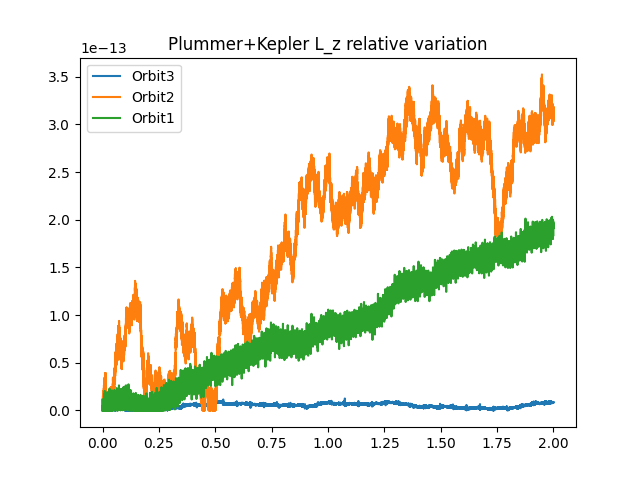 Plummer+Kepler L_z relative variation
1e−13
Orbit3
Orbit2
Orbit1
3.5
3.0
2.5
2.0
1.5
1.0
0.5
0.0
0.00 0.25 0.50 0.75 1.00 1.25 1.50 1.75 2.00